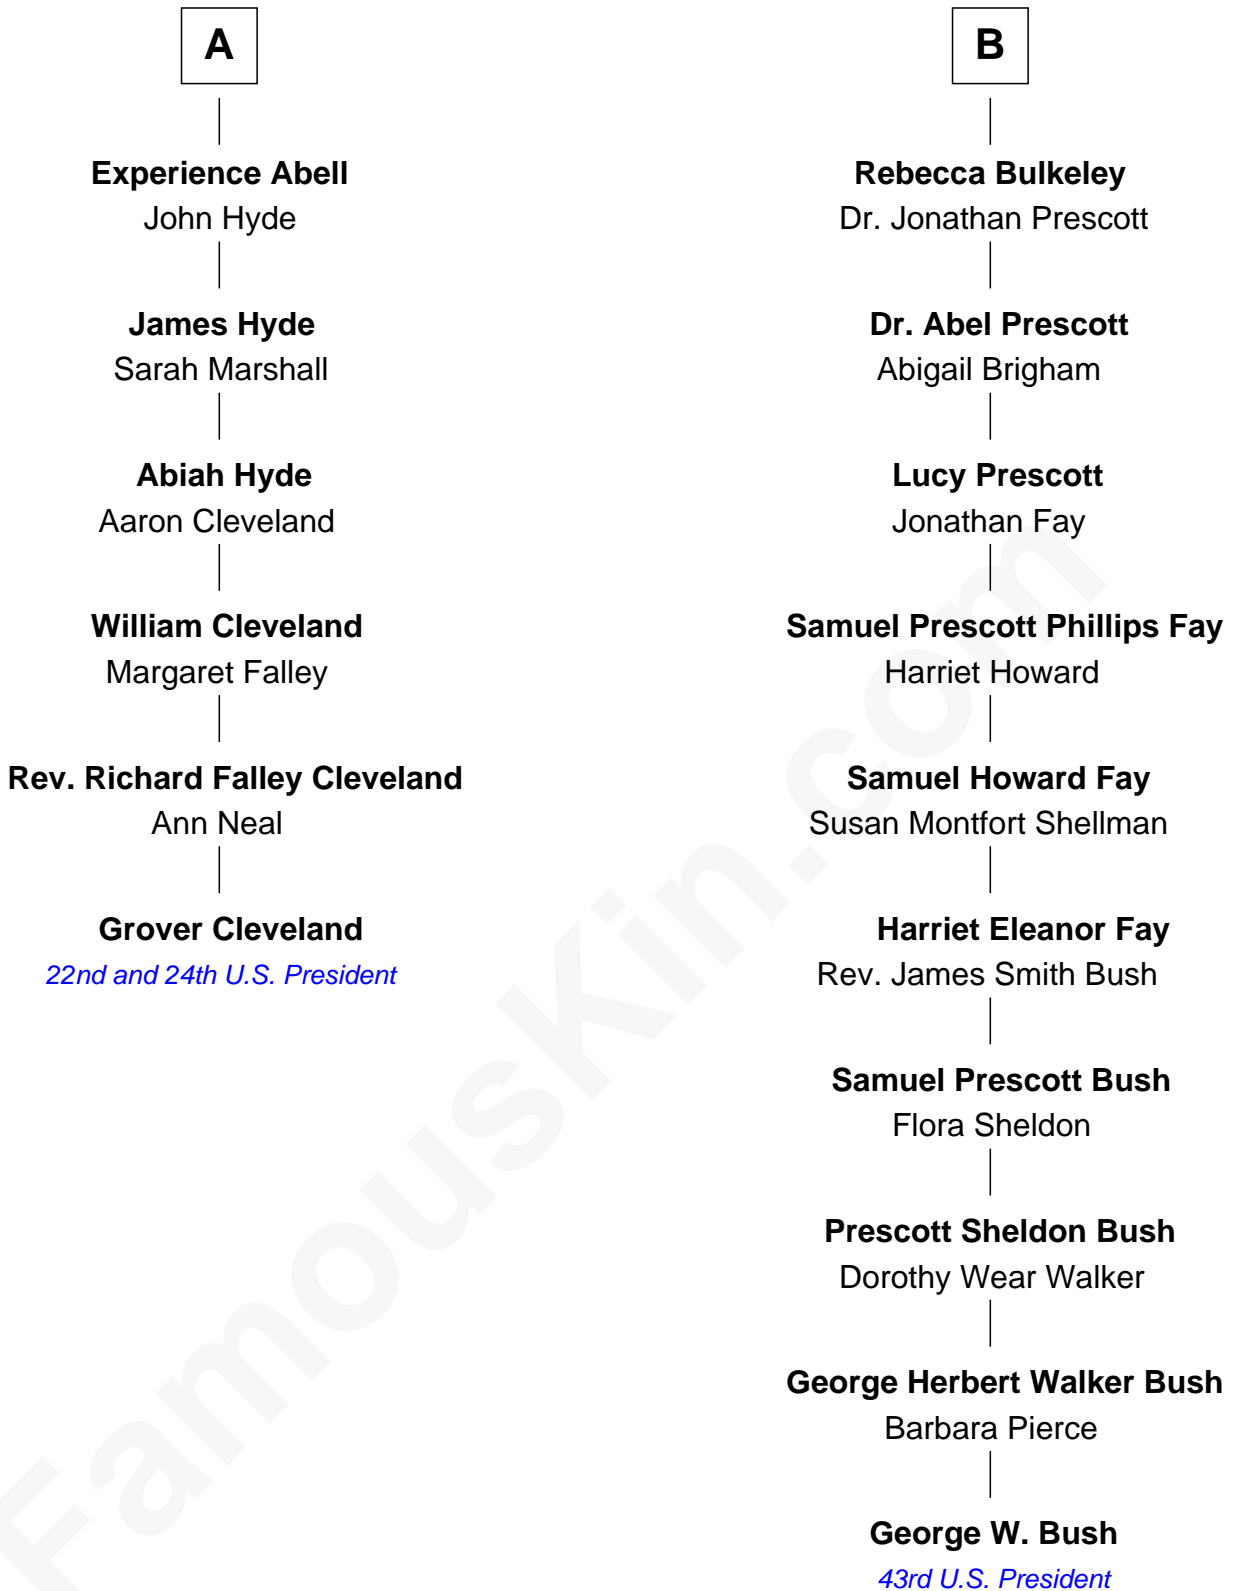 A
Experience Abell
John Hyde
James Hyde
Sarah Marshall
Abiah Hyde
Aaron Cleveland
William Cleveland
Margaret Falley
Rev. Richard Falley Cleveland
Ann Neal
Grover Cleveland
22nd and 24th U.S. President
B
Rebecca Bulkeley
Dr. Jonathan Prescott
Dr. Abel Prescott
Abigail Brigham
Lucy Prescott
Jonathan Fay
Samuel Prescott Phillips Fay
Harriet Howard
Samuel Howard Fay
Susan Montfort Shellman
Harriet Eleanor Fay
Rev. James Smith Bush
Samuel Prescott Bush
Flora Sheldon
Prescott Sheldon Bush
Dorothy Wear Walker
George Herbert Walker Bush
Barbara Pierce
George W. Bush
43rd U.S. President
FamousKin.com